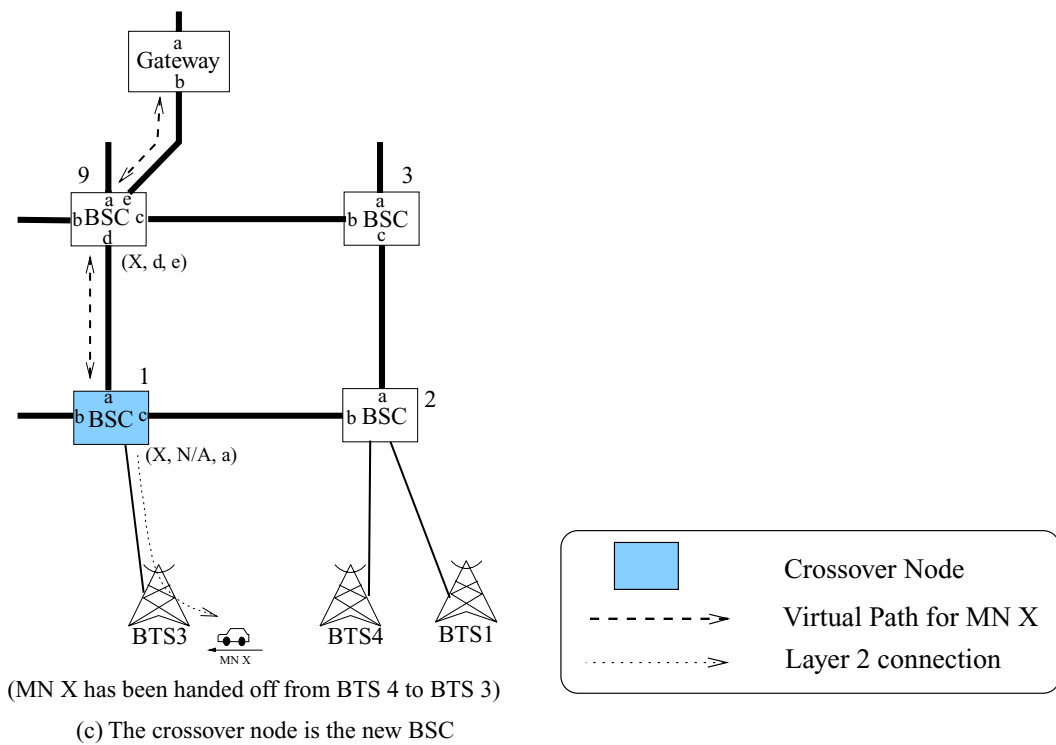 a
Gateway
b
9
3
a e
b BSC c
d
a
b BSC
c
(X, d, e)
1
2
a
b BSC c
a
b BSC
(X, N/A, a)
BTS3
MN X
BTS4
BTS1
Crossover Node
Virtual Path for MN X
Layer 2 connection
(MN X has been handed off from BTS 4 to BTS 3)
(c) The crossover node is the new BSC